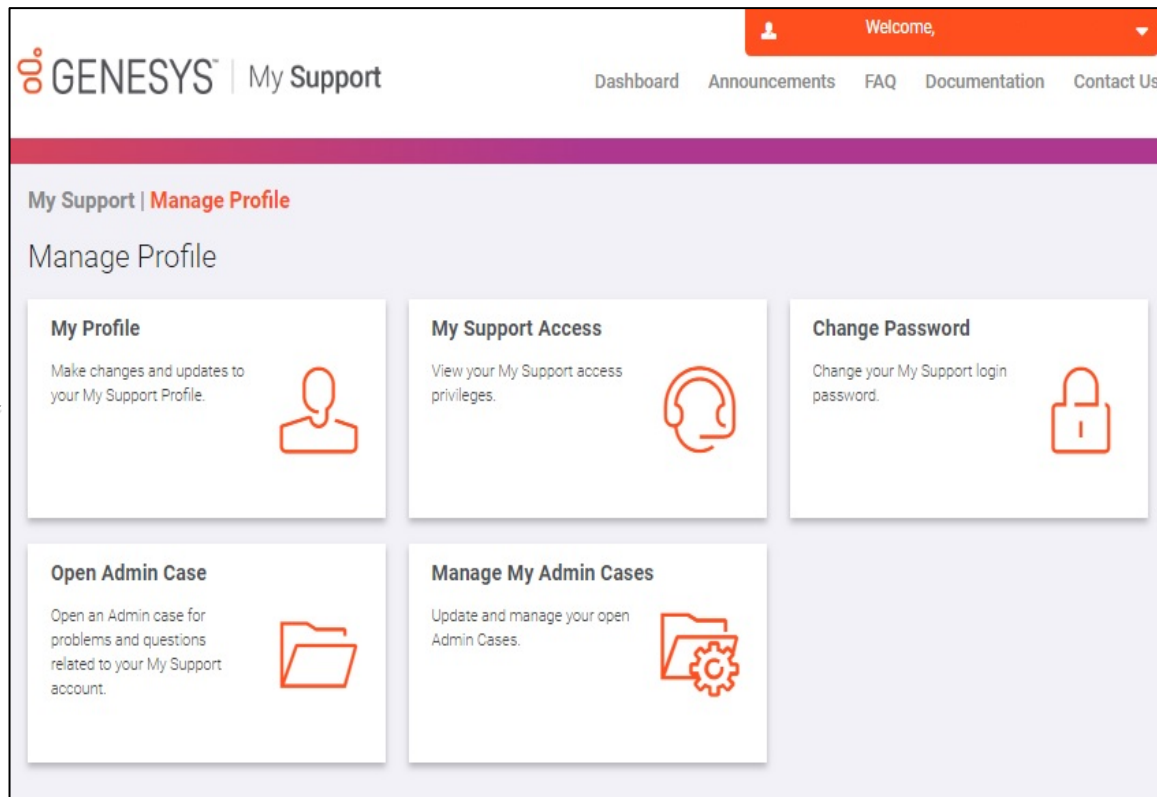 Welcome,
GENESYS™ | My Support
Dashboard Announcements FAQ Documentation Contact Us
My Support | Manage Profile
Manage Profile
My Profile
Make changes and updates to
your My Support Profile.
My Support Access
View your My Support access
privileges.
Change Password
Change your My Support login
password.
Open Admin Case
Open an Admin case for
problems and questions
related to your My Support
account.
Manage My Admin Cases
Update and manage your open
Admin Cases.